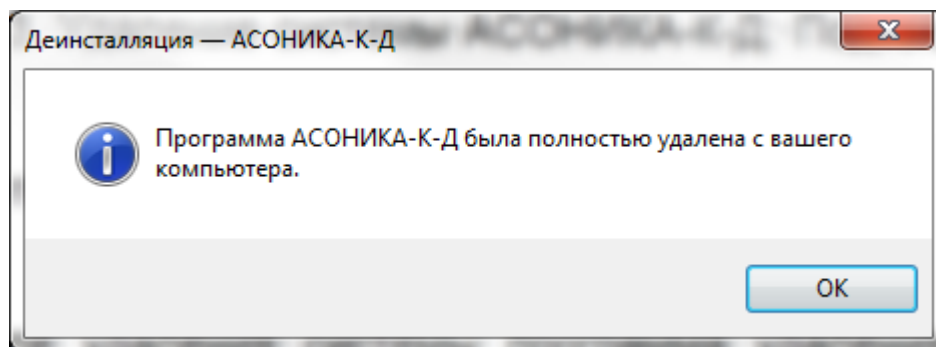 Деинсталляция — АСОНИКА-К-Д
Программа АСОНИКА-К-Д была полностью удалена с вашего
компьютера.
OK